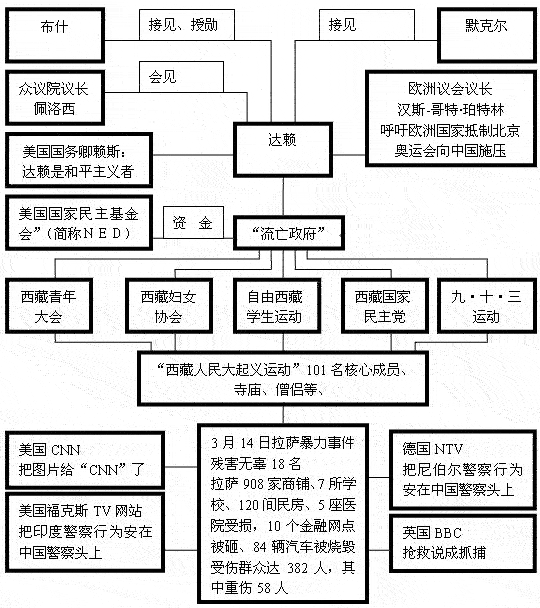 布什
接见、授勋
接见
默克尔
众议院议长
佩洛西
会见
达赖
欧洲议会议长
汉斯-哥特·珀特林
呼吁欧洲国家抵制北京
奥运会向中国施压
美国国务卿赖斯：
达赖是和平主义者
美国国家民主基金
会”（简称NED）
资 金
“流亡政府”
西藏青年
大会
西藏妇女
协会
自由西藏
学生运动
西藏国家
民主党
九·十·三
运动
“西藏人民大起义运动”101名核心成员、
寺庙、僧侣等、
美国CNN
把图片给“CNN”了
美国福克斯TV网站
把印度警察行为安在
中国警察头上
3月14日拉萨暴力事件
残害无辜18名
拉萨908家商铺、7所学
校、120间民房、5座医
院受损，10个金融网点
被砸、84辆汽车被烧毁
受伤群众达382人，其
中重伤58人
德国NTV
把尼伯尔警察行为
安在中国警察头上
英国BBC
抢救说成抓捕